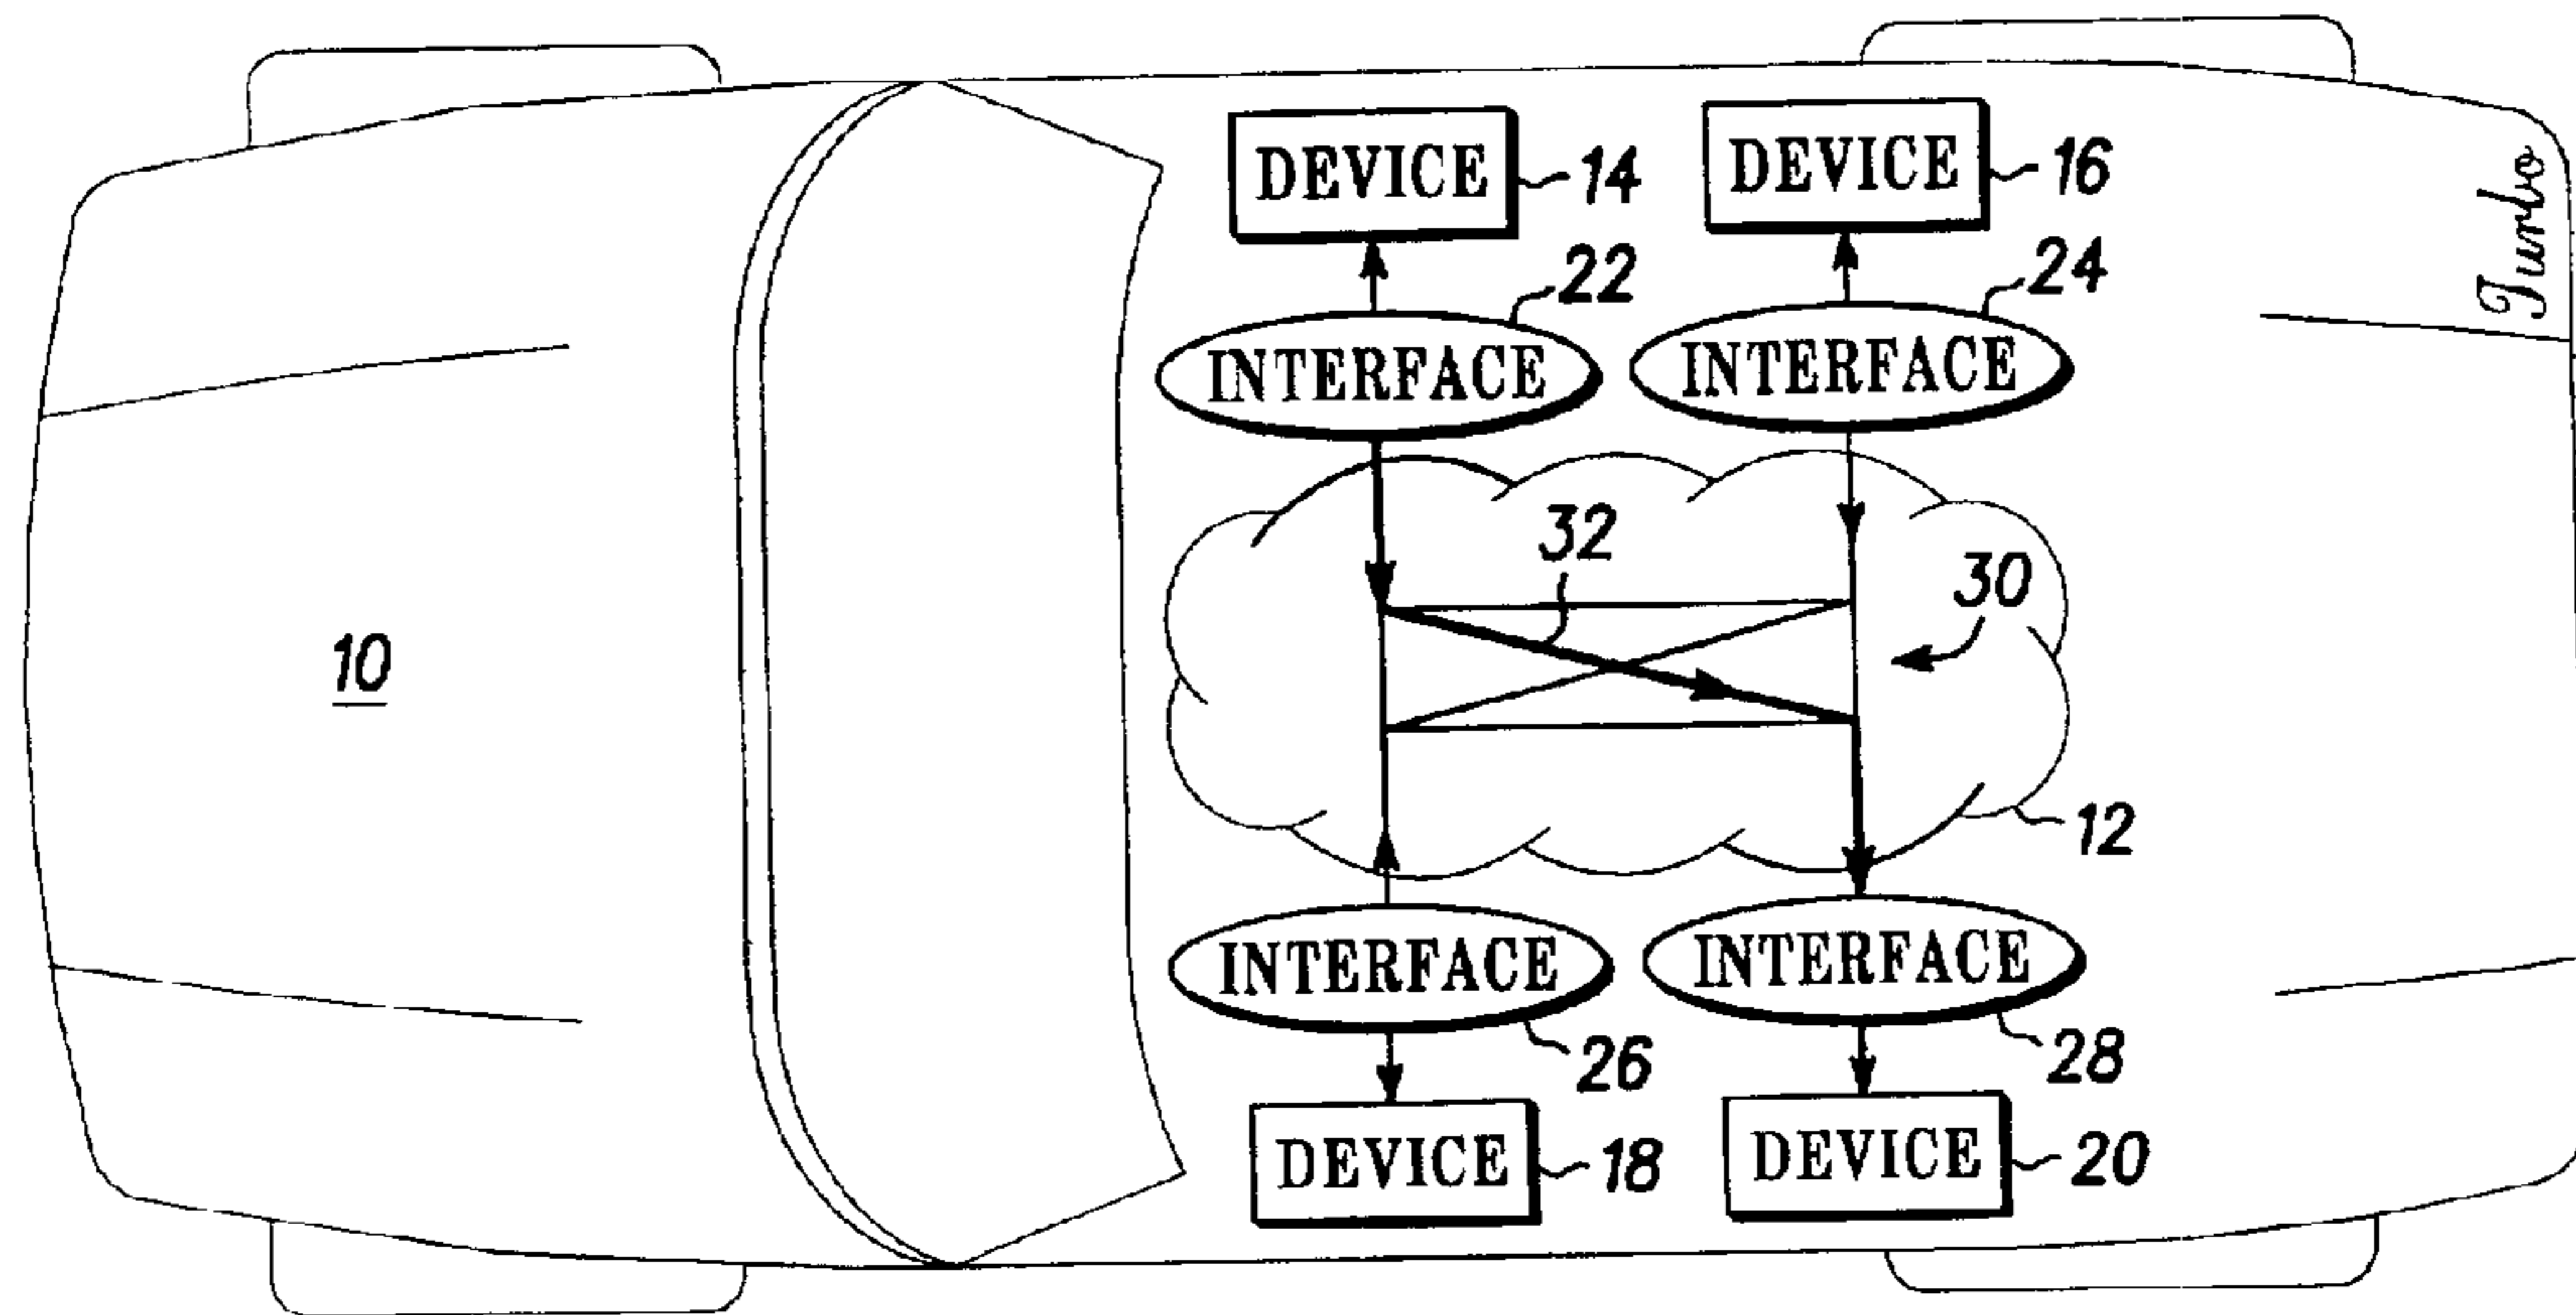 DEVICE 14
DEVICE 16
Turbo
22
24
INTERFACE
INTERFACE
32
30
10
12
INTERFACE
INTERFACE
26
28
DEVICE 18
DEVICE 20